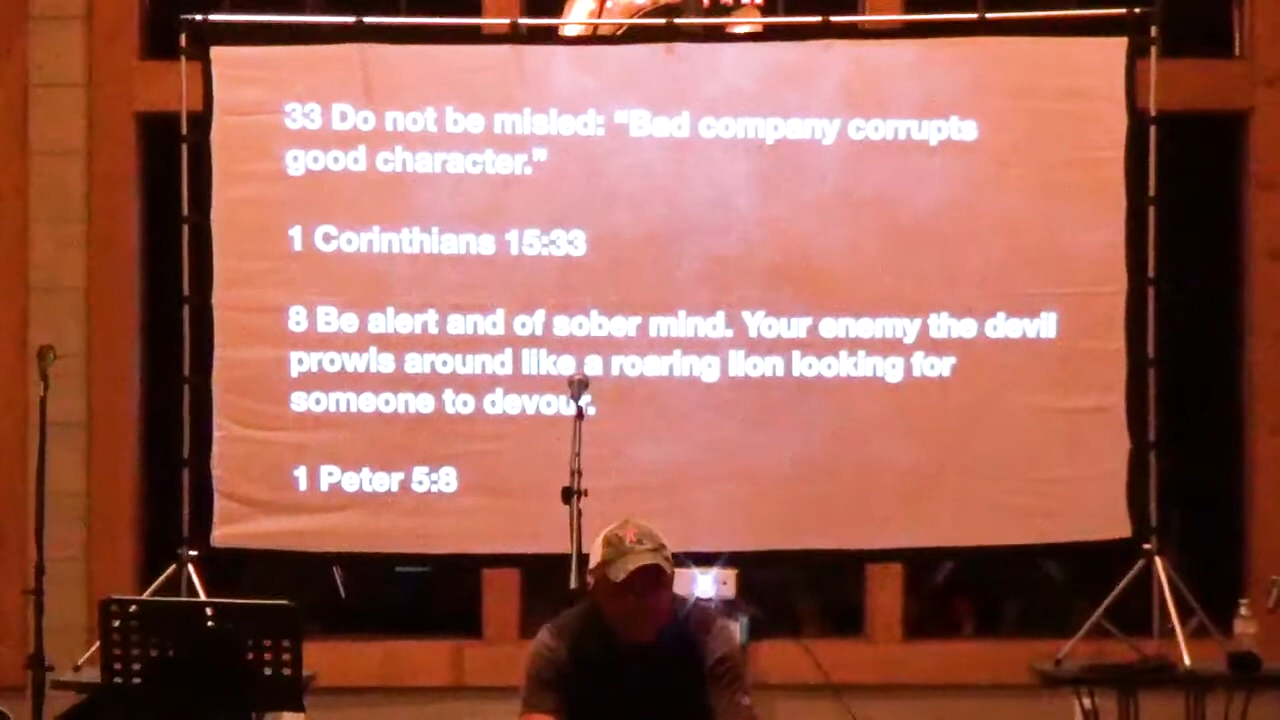 33 Do not be misled: “Bad company corrupts
good character.”
1 Corinthians 15:33
8 Be alert and of sober mind. Your enemy the devil
prowls around like a roaring lion looking for
someone to devour.
1 Peter 5:8